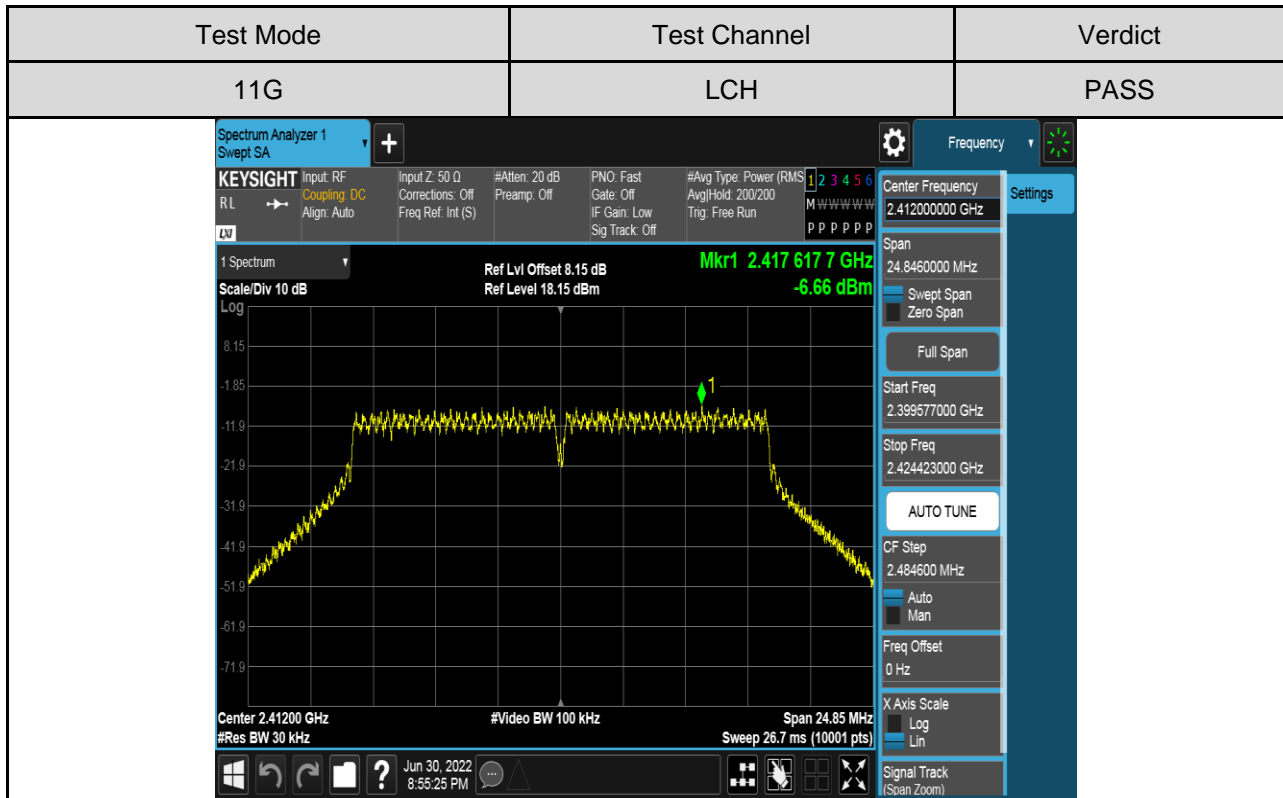 Test Mode Test Channel Verdict
11G LCH PASS
Spectrum Analyzer 1
Swept SA
+
Frequency
KEYSIGHT
RL
LXI
Input: RF
Coupling: DC
Align: Auto
Input Z: 50 Ω
Corrections: Off
Freq Ref: Int (S)
#Atten: 20 dB
Preamp: Off
PNO: Fast
Gate: Off
IF Gain: Low
Sig Track: Off
#Avg Type: Power (RMS
Avg|Hold: 200/200
Trig: Free Run
1 2 3 4 5 6
M W W W W W
P P P P P P
1 Spectrum
Scale/Div 10 dB
Log
Ref Lvl Offset 8.15 dB
Ref Level 18.15 dBm
Mkr1 2.417 617 7 GHz
-6.66 dBm
8.15
-1.85
-11.9
-21.9
-31.9
-41.9
-51.9
-61.9
-71.9
1
Center 2.41200 GHz
#Res BW 30 kHz
#Video BW 100 kHz
Span 24.85 MHz
Sweep 26.7 ms (10001 pts)
Center Frequency
2.412000000 GHz
Settings
Span
24.8460000 MHz
Swept Span
Zero Span
Full Span
Start Freq
2.399577000 GHz
Stop Freq
2.424423000 GHz
AUTO TUNE
CF Step
2.484600 MHz
Auto
Man
Freq Offset
0 Hz
X Axis Scale
Log
Lin
Signal Track
(Span Zoom)
?
Jun 30, 2022
8:55:25 PM